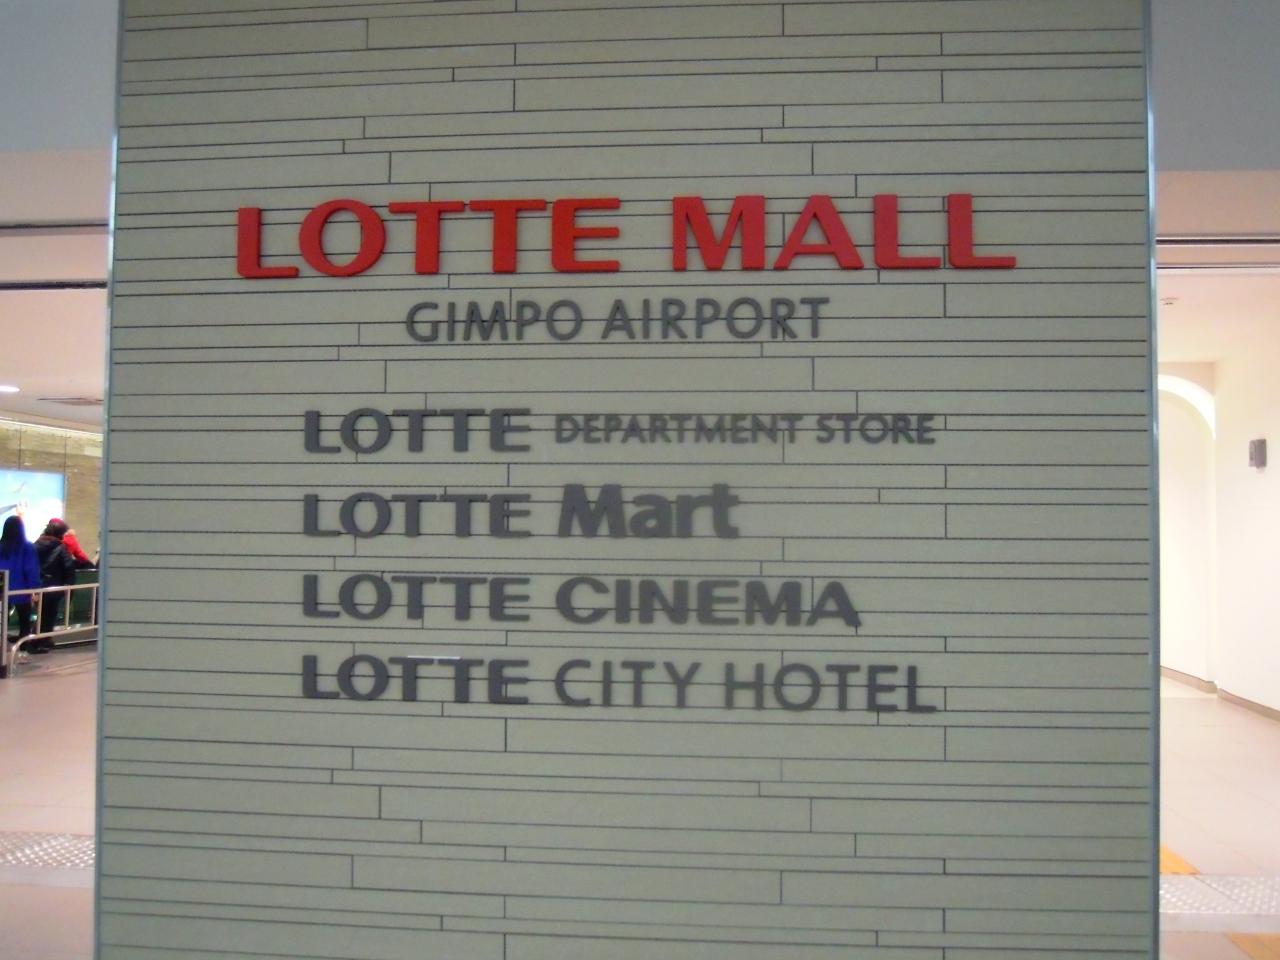 LOTTE MALL
GIMPO AIRPORT
LOTTE DEPARTMENT STORE
LOTTE Mart
LOTTE CINEMA
LOTTE CITY HOTEL